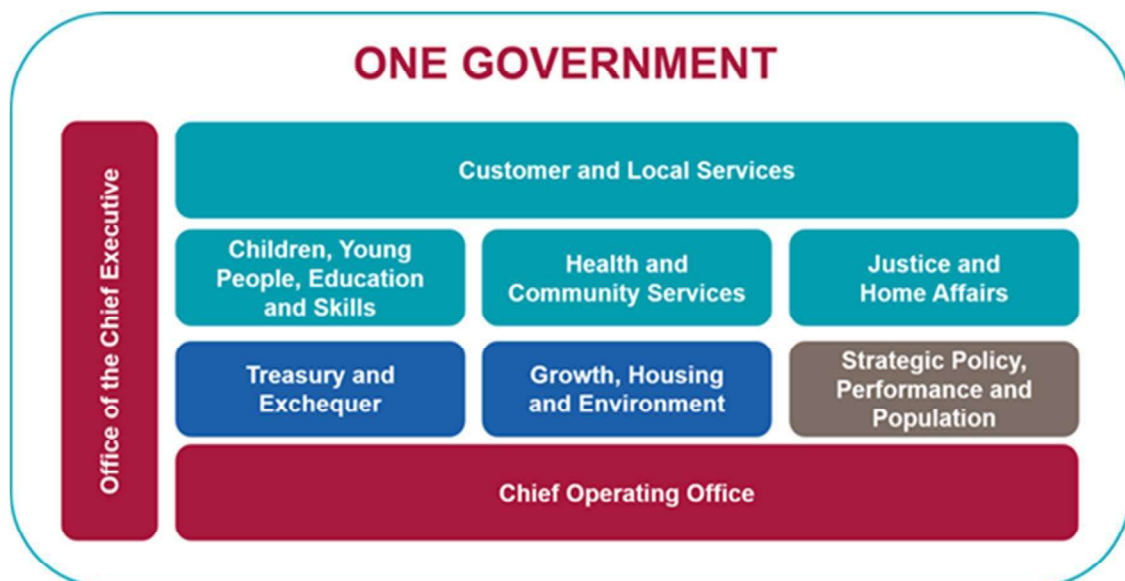 ONE GOVERNMENT
Office of the Chief Executive
Customer and Local Services
Children, Young
People, Education
and Skills
Health and
Community Services
Justice and
Home Affairs
Treasury and
Exchequer
Growth, Housing
and Environment
Strategic Policy,
Performance and
Population
Chief Operating Office